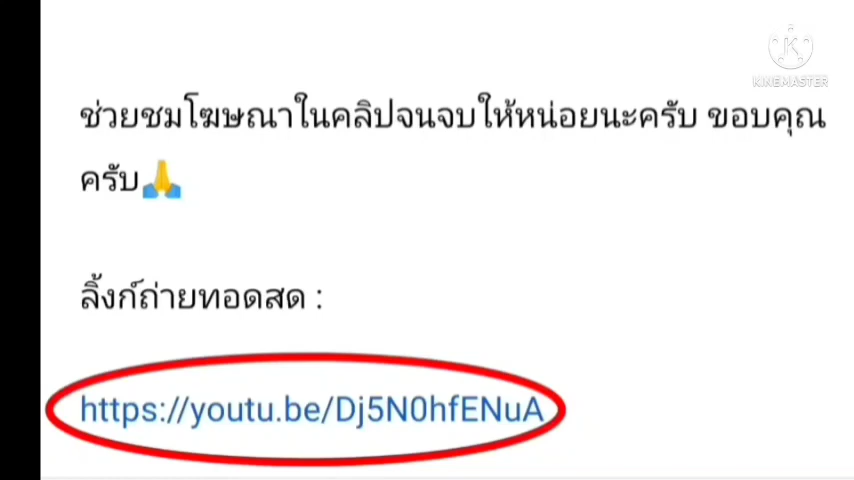 KINEMASTER
ช่วยชมโฆษณาในคลิปจนจบให้หน่อยนะครับ ขอบคุณ
ครับ🙏
ลิ้งก์ถ่ายทอดสด :
https://youtu.be/Dj5N0hfENuA